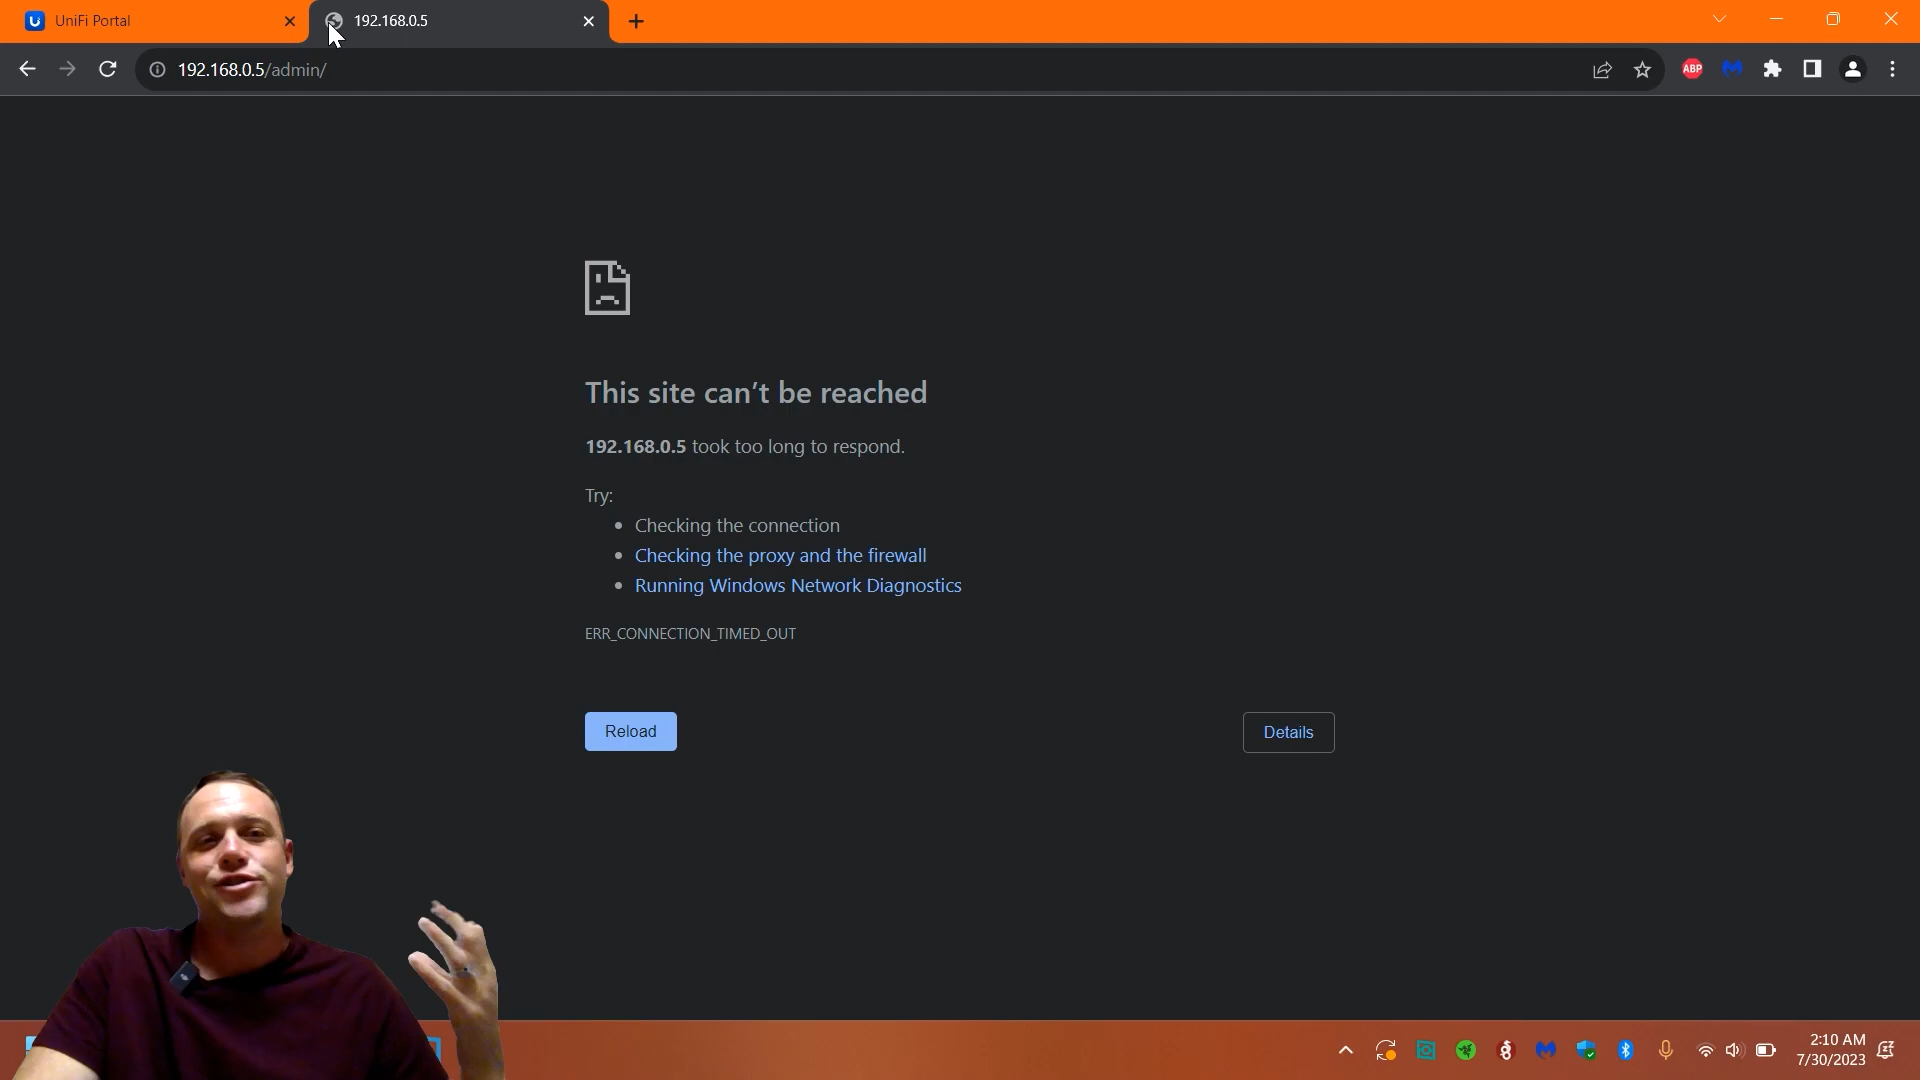 UniFi Portal
192.168.0.5
192.168.0.5/admin/
ABP
This site can’t be reached
192.168.0.5 took too long to respond.
Try:
Checking the connection
Checking the proxy and the firewall
Running Windows Network Diagnostics
ERR_CONNECTION_TIMED_OUT
Reload
Details
2:10 AM
7/30/2023